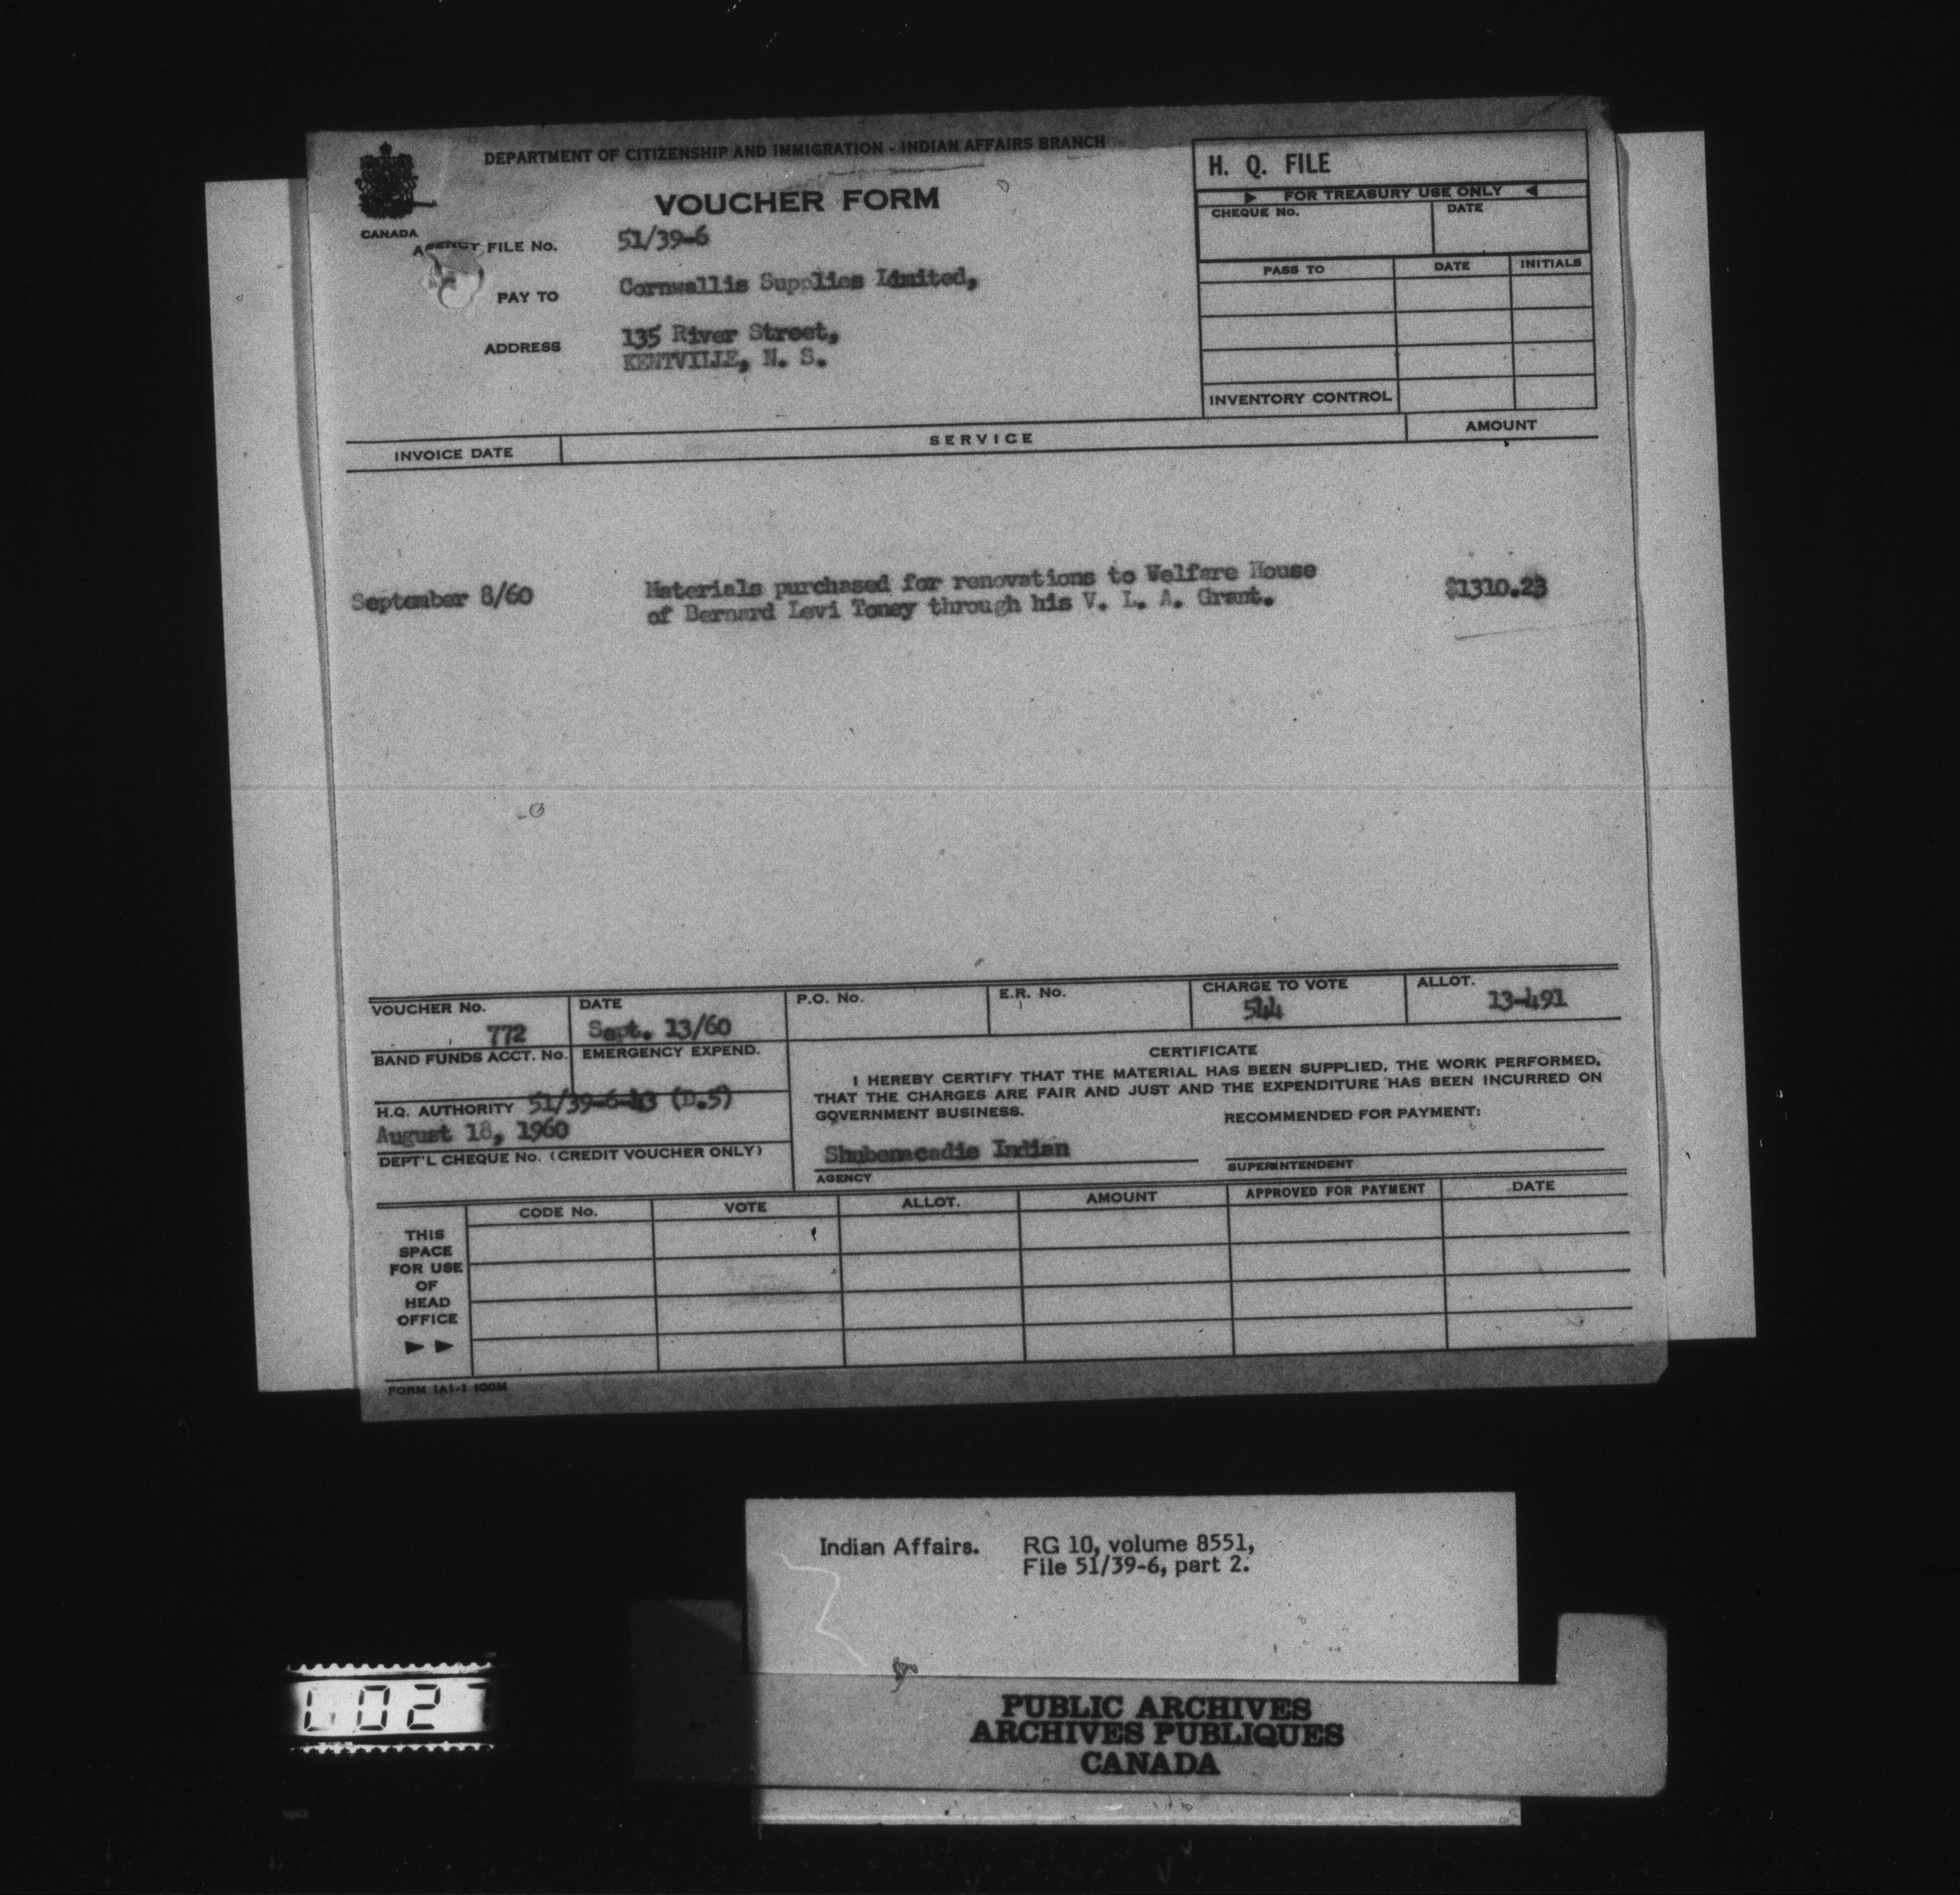 DEPARTMENT OF CITIZENSHIP AND IMMIGRATION - INDIAN AFFAIRS BRANCH
VOUCHER FORM
CANADA
AGENCY FILE No. 51/39-6
PAY TO Cornwallis Supplies Limited,
ADDRESS 135 River Street,
KENTVILLE, N. S.
H. Q. FILE
FOR TREASURY USE ONLY
CHEQUE No. DATE
PASS TO DATE INITIALS
INVENTORY CONTROL
INVOICE DATE SERVICE AMOUNT
September 8/60 Materials purchased for renovations to Welfare House $1310.23
of Bernard Levi Toney through his V. L. A. Grant.
VOUCHER No. DATE P.O. No. E.R. No. CHARGE TO VOTE ALLOT.
772 Sept. 13/60 544 13-491
BAND FUNDS ACCT. No. EMERGENCY EXPEND.
H.Q. AUTHORITY 51/39-6-43 (D.5)
August 18, 1960
DEPT'L CHEQUE No. (CREDIT VOUCHER ONLY)
CERTIFICATE
I HEREBY CERTIFY THAT THE MATERIAL HAS BEEN SUPPLIED, THE WORK PERFORMED,
THAT THE CHARGES ARE FAIR AND JUST AND THE EXPENDITURE HAS BEEN INCURRED ON
GOVERNMENT BUSINESS.
RECOMMENDED FOR PAYMENT:
Shubenacadie Indian
AGENCY
SUPERINTENDENT
CODE No. VOTE ALLOT. AMOUNT APPROVED FOR PAYMENT DATE
THIS
SPACE
FOR USE
OF
HEAD
OFFICE
FORM 1A1-1 100M
Indian Affairs. RG 10, volume 8551,
File 51/39-6, part 2.
PUBLIC ARCHIVES
ARCHIVES PUBLIQUES
CANADA